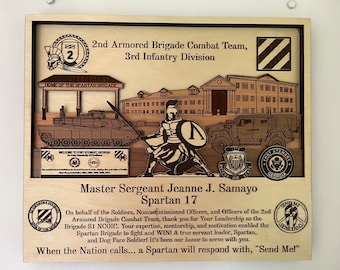 2nd Armored Brigade Combat Team,
3rd Infantry Division
2
HOME OF THE SPARTAN BRIGADE
Master Sergeant Jeanne J. Samayo
Spartan 17
On behalf of the Soldiers, Noncommissioned Officers, and Officers of the 2nd
Armored Brigade Combat Team, thank you for Your Leadership as the
Brigade S1 NCOIC. Your expertise, mentorship, and motivation enabled the
Spartan Brigade to fight and WIN! A true servant leader, Spartan,
and Dog Face Soldier! It's been our honor to serve with you.
When the Nation calls... a Spartan will respond with, "Send Me!"